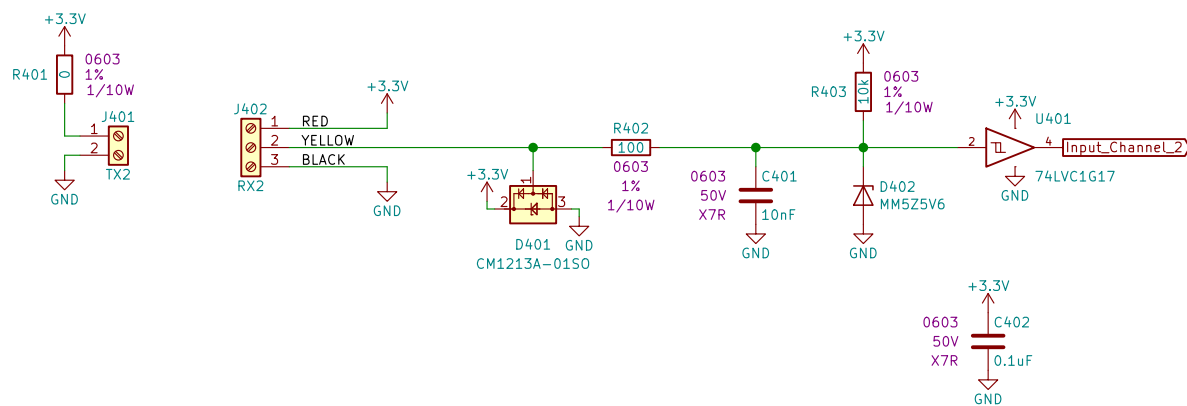 +3.3V
R401
0
0603
1%
1/10W
J401
1
2
TX2
GND
J402
1
2
3
RX2
RED
YELLOW
BLACK
+3.3V
GND
+3.3V
1
2
3
D401
CM1213A-01SO
GND
R402
100
0603
1%
1/10W
0603
50V
X7R
C401
10nF
GND
+3.3V
R403
10k
0603
1%
1/10W
D402
MM5Z5V6
GND
+3.3V
U401
2
4
Input_Channel_2
GND
74LVC1G17
+3.3V
0603
50V
X7R
C402
0.1uF
GND